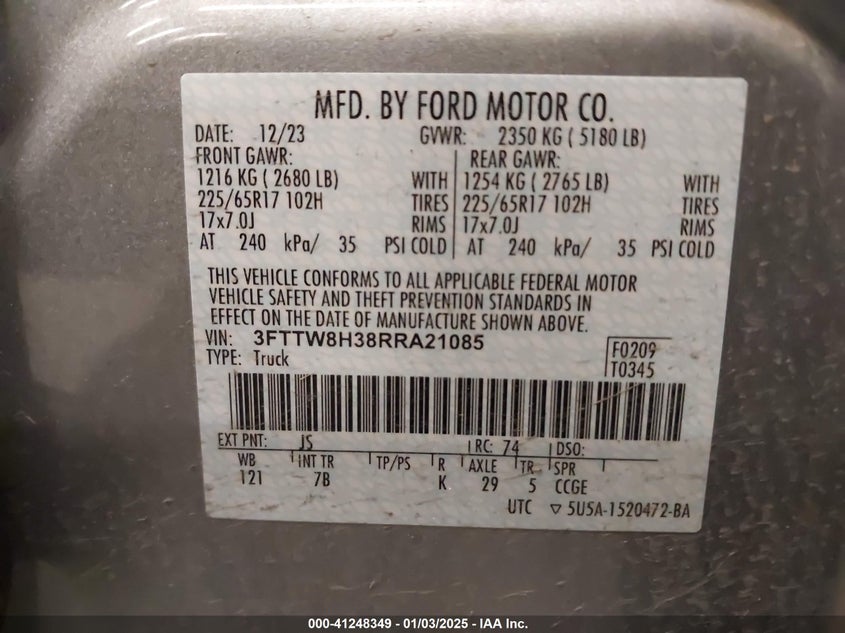 MFD. BY FORD MOTOR CO.
DATE: 12/23 GVWR: 2350 KG ( 5180 LB)
FRONT GAWR: REAR GAWR:
1216 KG ( 2680 LB) WITH 1254 KG ( 2765 LB) WITH
225/65R17 102H TIRES 225/65R17 102H TIRES
17x7.0J RIMS 17x7.0J RIMS
AT 240 kPa/ 35 PSI COLD AT 240 kPa/ 35 PSI COLD
THIS VEHICLE CONFORMS TO ALL APPLICABLE FEDERAL MOTOR
VEHICLE SAFETY AND THEFT PREVENTION STANDARDS IN
EFFECT ON THE DATE OF MANUFACTURE SHOWN ABOVE.
VIN: 3FTTW8H38RRA21085
TYPE: Truck
F0209
T0345
EXT PNT: JS RC: 74 DSO:
WB INT TR TP/PS R AXLE TR SPR
121 7B K 29 5 CCGE
UTC ▽ 5U5A-1520472-BA
000-41248349 — 01/03/2025 — IAA Inc.